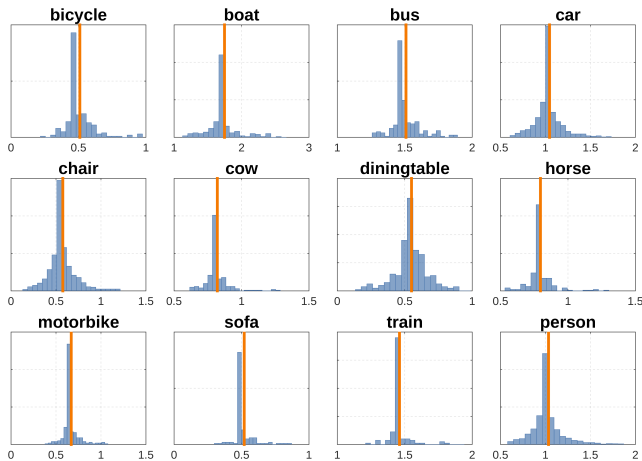 bicycle boat bus car
0 0.5 1 1 2 3 1 1.5 2 0.5 1 1.5 2
chair cow diningtable horse
0 0.5 1 1.5 0.5 1 1.5 0 0.5 1 0.5 1 1.5
motorbike sofa train person
0 0.5 1 1.5 0 0.5 1 1 1.5 2 0.5 1 1.5 2